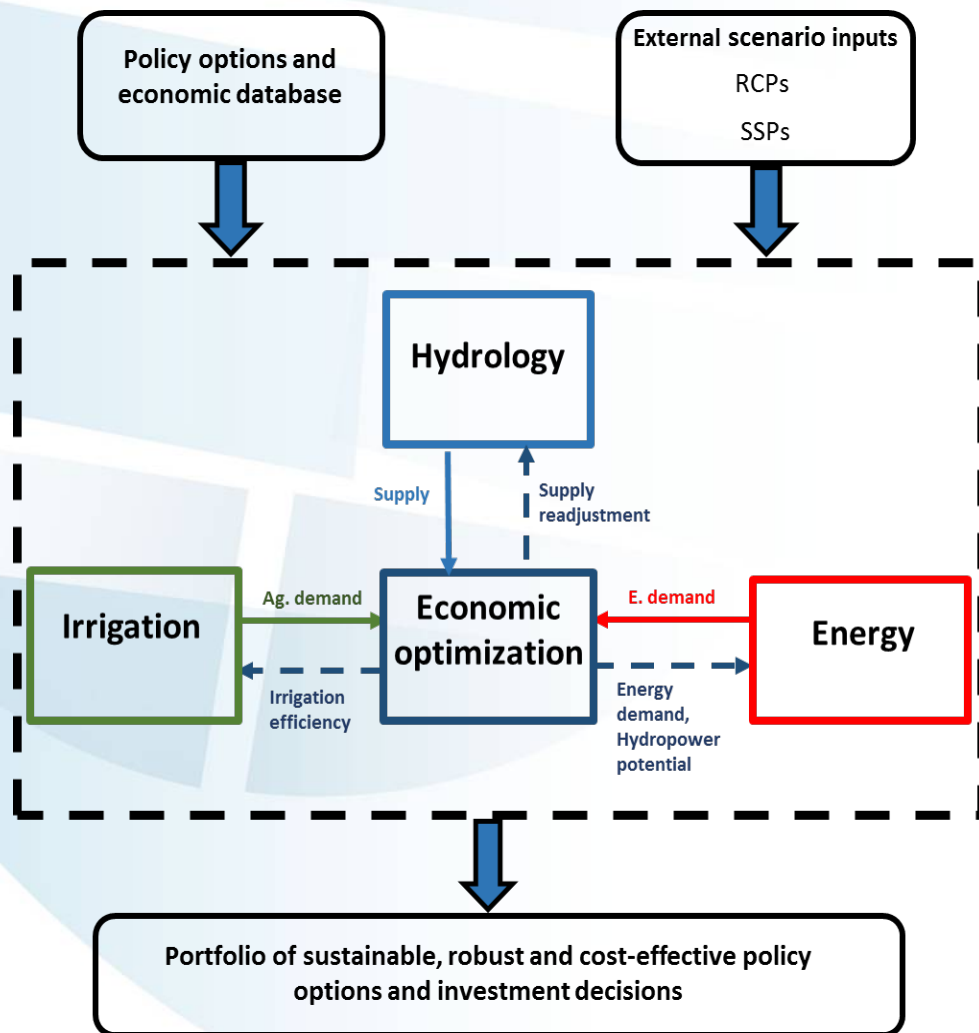 Policy options and
economic database
External scenario inputs
RCPs
SSPs
Hydrology
Supply
Supply
readjustment
Irrigation
Ag. demand
Irrigation
efficiency
Economic
optimization
E. demand
Energy
demand,
Hydropower
potential
Energy
Portfolio of sustainable, robust and cost-effective policy
options and investment decisions